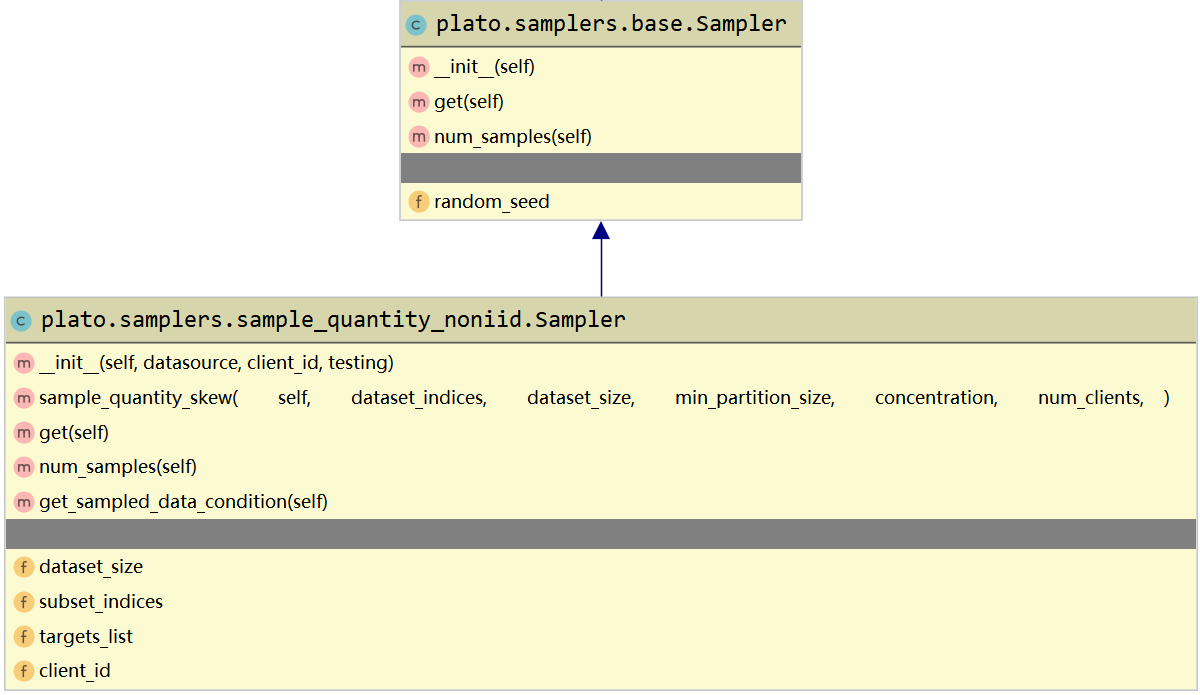 c plato.samplers.base.Sampler
m __init__(self)
m get(self)
m num_samples(self)
f random_seed
c plato.samplers.sample_quantity_noniid.Sampler
m __init__(self, datasource, client_id, testing)
m sample_quantity_skew( self, dataset_indices, dataset_size, min_partition_size, concentration, num_clients, )
m get(self)
m num_samples(self)
m get_sampled_data_condition(self)
f dataset_size
f subset_indices
f targets_list
f client_id